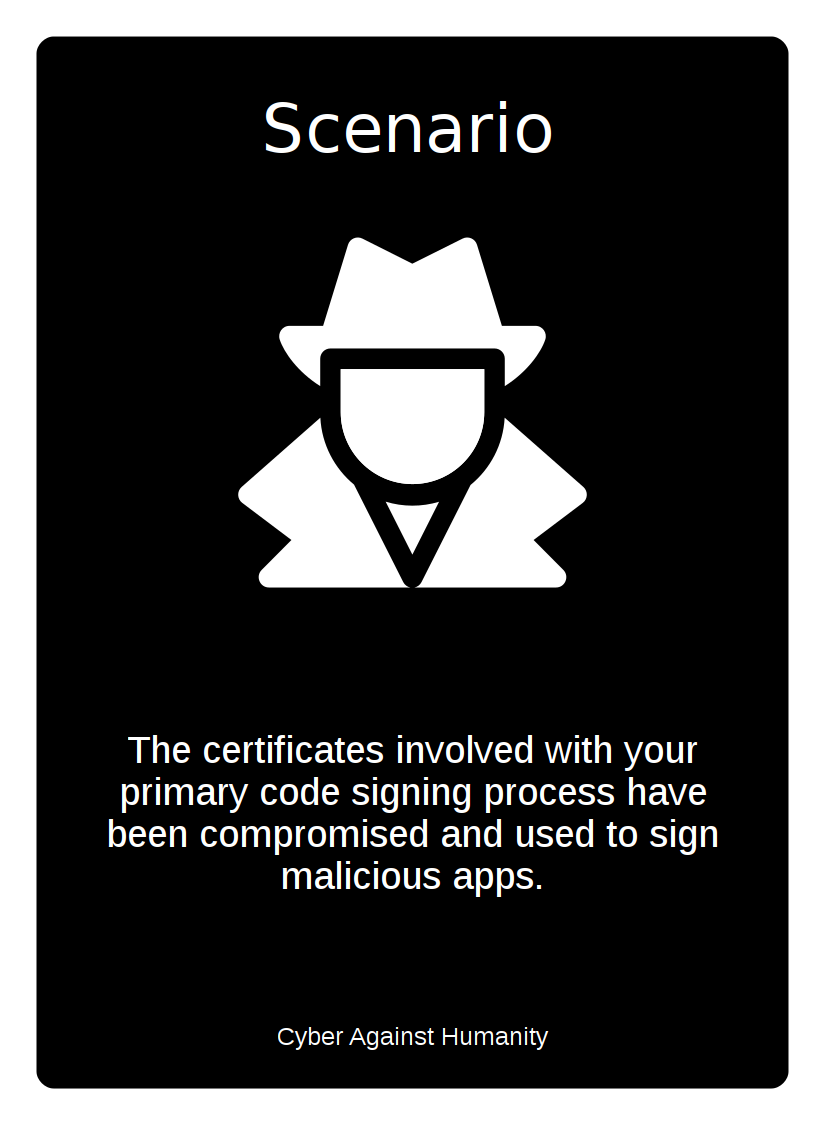 Scenario
The certificates involved with your
primary code signing process have
been compromised and used to sign
malicious apps.
Cyber Against Humanity